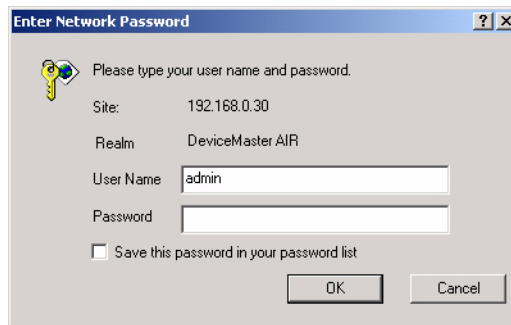 Enter Network Password
Please type your user name and password.
Site: 192.168.0.30
Realm DeviceMaster AIR
User Name admin
Password
Save this password in your password list
OK Cancel